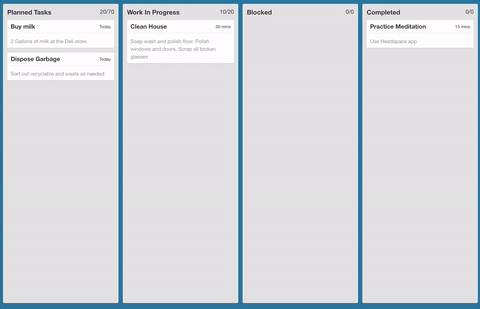 Planned Tasks 20/70
Buy milk Today
2 Gallons of milk at the Deli store
Dispose Garbage Today
Sort out recyclable and waste as needed
Work In Progress 10/20
Clean House 30 mins
Soap wash and polish floor. Polish
windows and doors. Scrap all broken
glasses
Blocked 0/0
Completed 0/0
Practice Meditation 15 mins
Use Headspace app